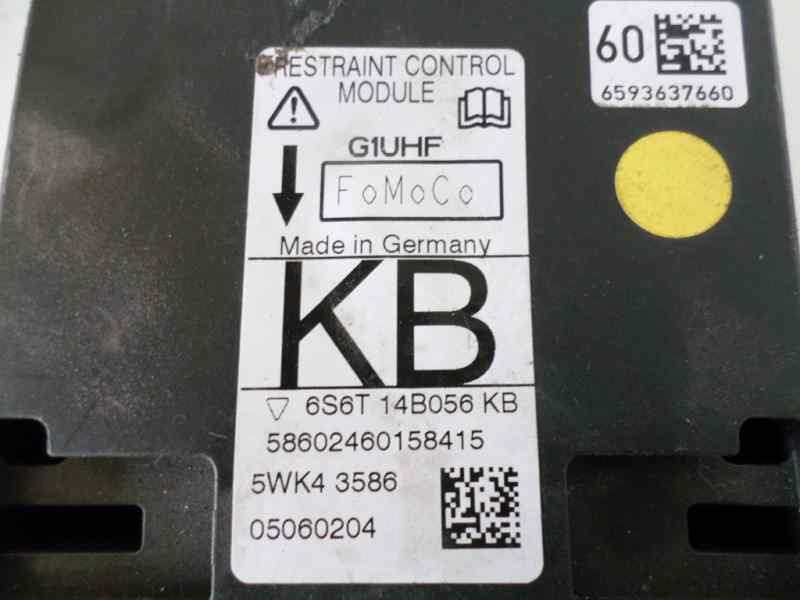 RESTRAINT CONTROL
MODULE
G1UHF
FoMoCo
Made in Germany
KB
6S6T 14B056 KB
58602460158415
5WK4 3586
05060204
60
6593637660